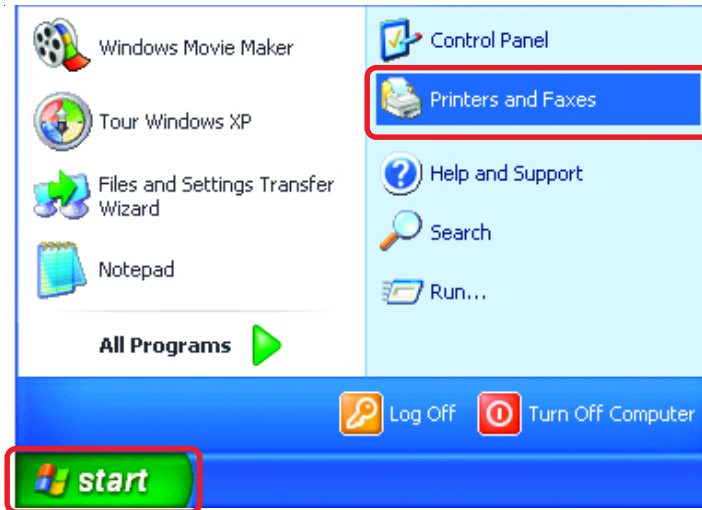 Windows Movie Maker
Tour Windows XP
Files and Settings Transfer
Wizard
Notepad
All Programs
Control Panel
Printers and Faxes
Help and Support
Search
Run...
Log Off
Turn Off Computer
start